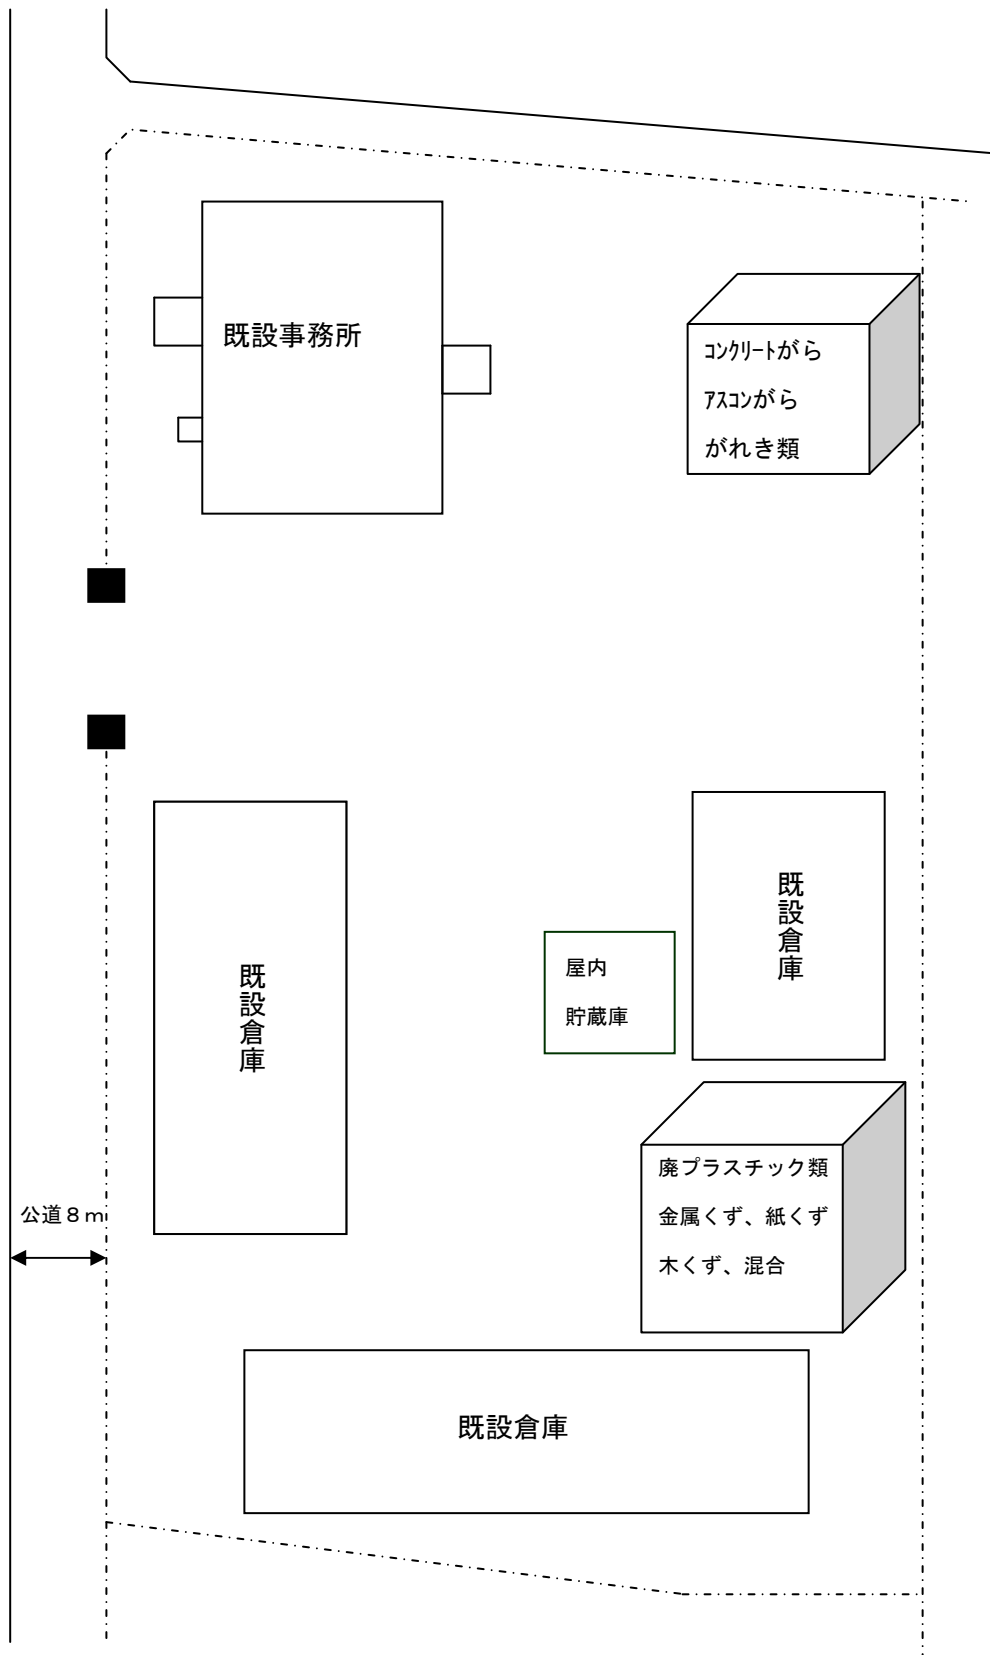 既設事務所
ｺﾝｸﾘｰﾄがら
ｱｽｺﾝがら
がれき類
既設倉庫
既設倉庫
屋内
貯蔵庫
廃プラスチック類
金属くず、紙くず
木くず、混合
公道８ｍ
既設倉庫